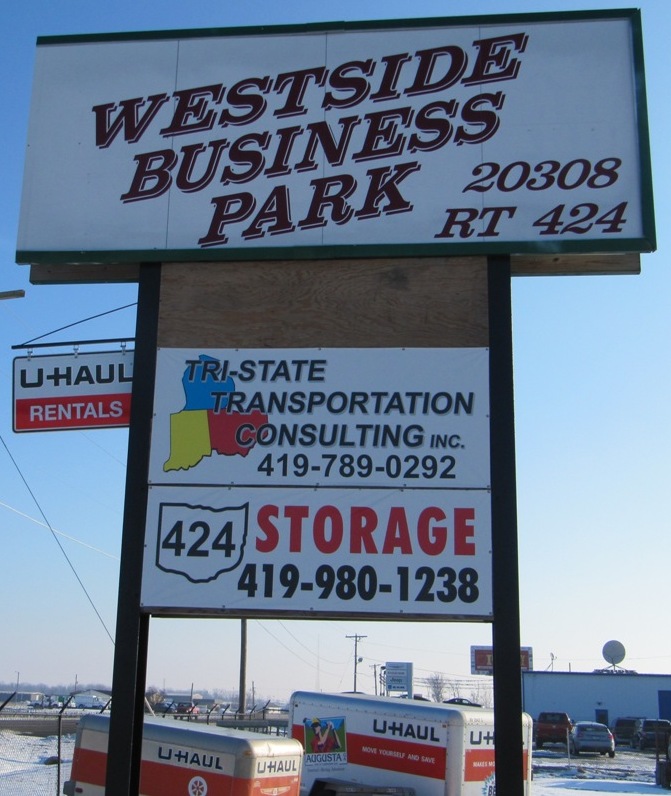 WESTSIDE
BUSINESS
PARK
20308
RT 424
U-HAUL
RENTALS
TRI-STATE
TRANSPORTATION
CONSULTING INC.
419-789-0292
424 STORAGE
419-980-1238
U-HAUL
U-HAUL
AUGUSTA
U-HAUL
MOVE YOURSELF AND SAVE